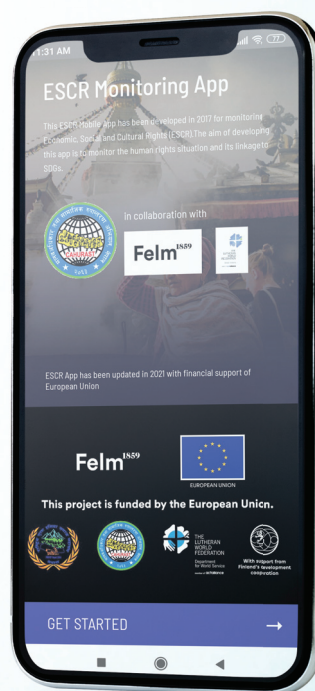 11:31 AM
77
ESCR Monitoring App
This ESCR Mobile App has been developed in 2017 for monitoring
Economic, Social and Cultural Rights (ESCR).The aim of developing
this app is to monitor the human rights situation and its linkageto
SDGs.
In collaboration with
Felm1859
ESCR App has been updated in 2021 with financial support of
European Union
Felm1859
EUROPEAN UNION
This project is funded by the European Unicn.
THE
LUTHERAN
WORLD
FEDERATION
Department
for World Service
With support from
Finland's development
cooperation
GET STARTED